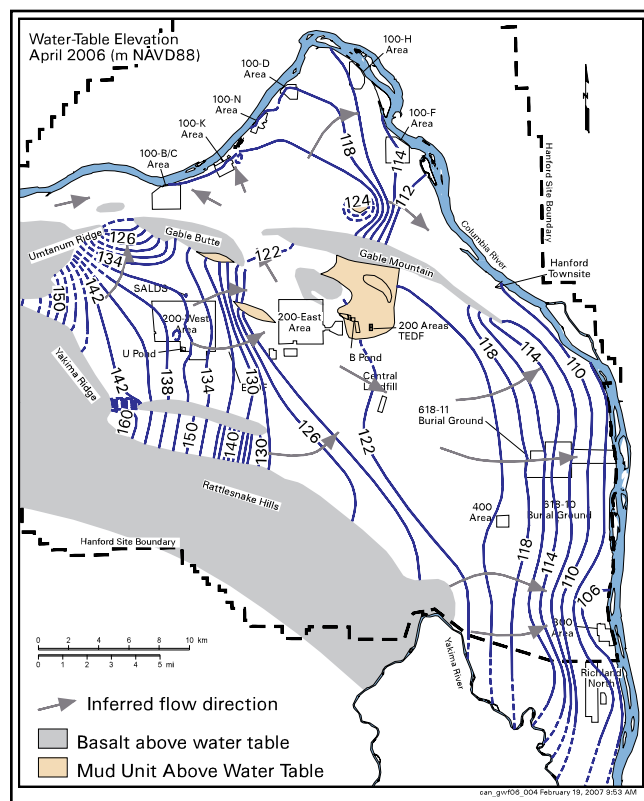 Water-Table Elevation
April 2006 (m NAVD88)
100-H
Area
100-D
Area
100-N
Area
100-K
Area
100-F
Area
100-B/C
Area
118
114
112
124
122
Hanford Site Boundary
Columbia River
Umtanum Ridge
Gable Butte
Gable Mountain
Hanford
Townsite
126
134
142
150
SALDS
200-West
Area
U Pond
200-East
Area
B Pond
200 Areas
TEDF
Central
Landfill
Yakima Ridge
142
138
134
130
160
150
140
130
126
122
118
114
110
618-11
Burial Ground
618-10
Burial Ground
400
Area
118
114
110
106
300
Area
Rattlesnake Hills
Hanford Site Boundary
Yakima River
Richland
North
N
0 2 4 6 8 10 km
0 1 2 3 4 5 mi
Inferred flow direction
Basalt above water table
Mud Unit Above Water Table
can_gwf06_004 February 19, 2007 9:53 AM